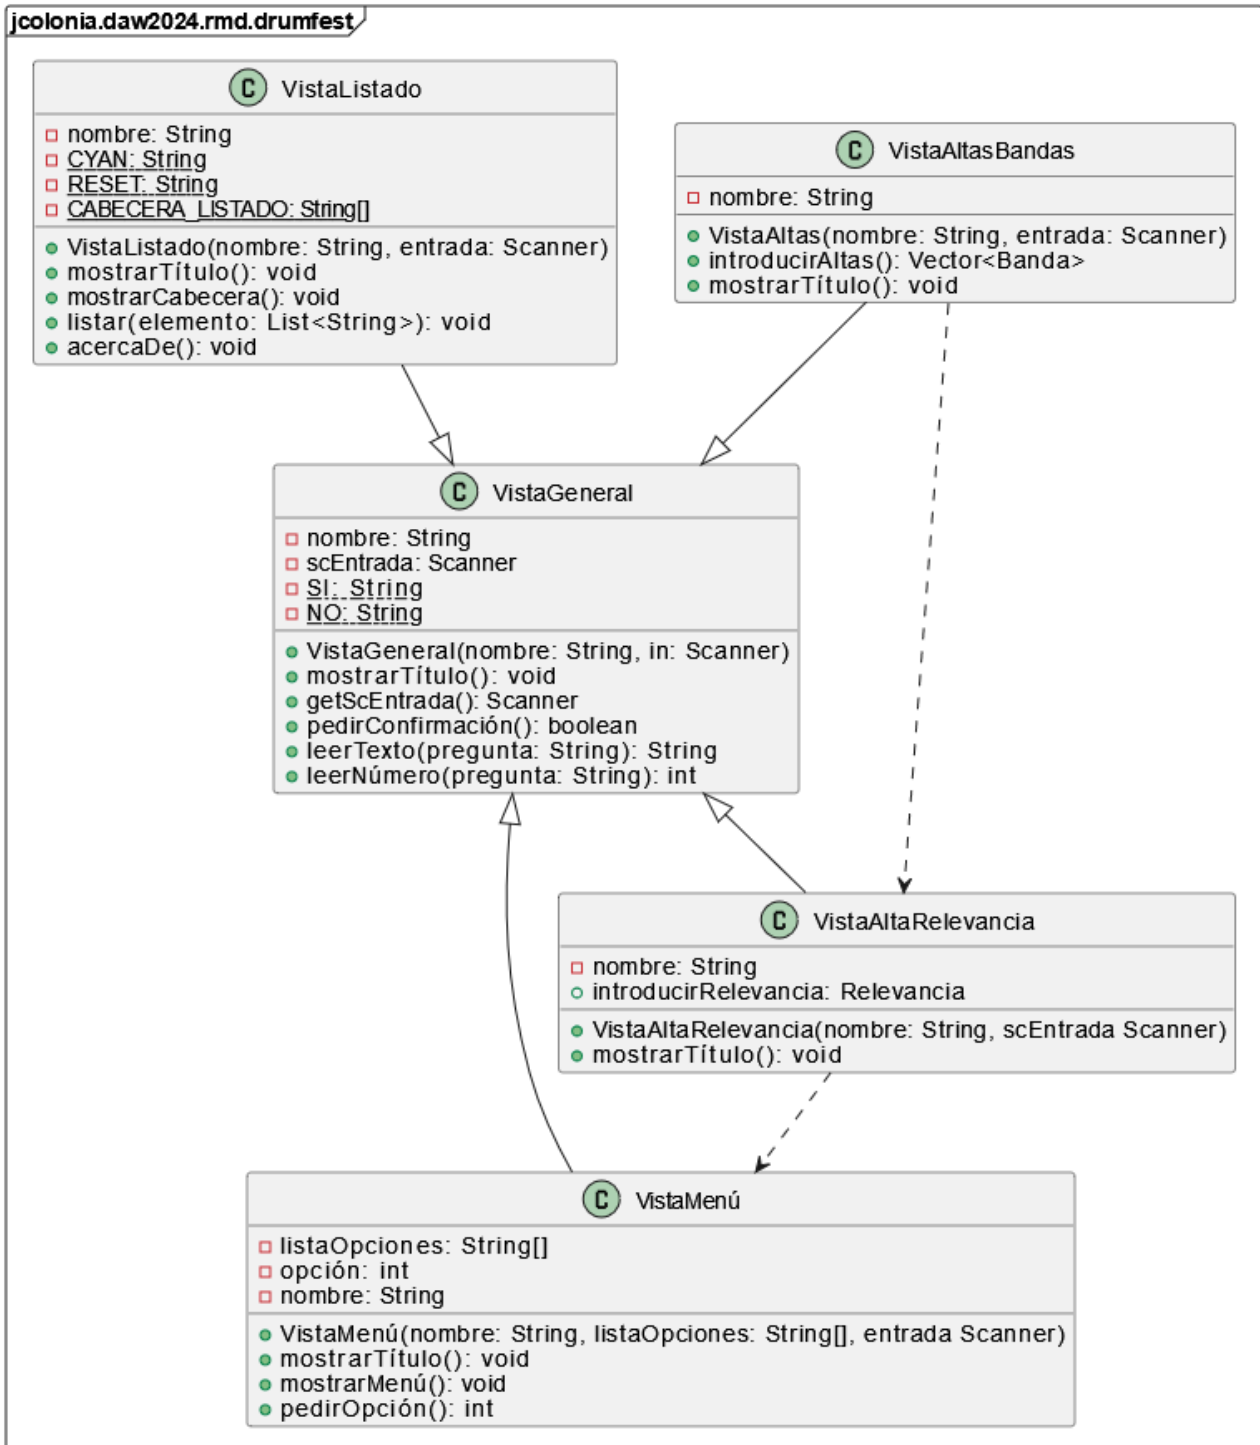 jcolonia.daw2024.rmd.drumfest
C VistaListado
nombre: String
CYAN: String
RESET: String
CABECERA_LISTADO: String[]
VistaListado(nombre: String, entrada: Scanner)
mostrarTítulo(): void
mostrarCabecera(): void
listar(elemento: List<String>): void
acercaDe(): void
C VistaAltasBandas
nombre: String
VistaAltas(nombre: String, entrada: Scanner)
introducirAltas(): Vector<Banda>
mostrarTítulo(): void
C VistaGeneral
nombre: String
scEntrada: Scanner
SI: String
NO: String
VistaGeneral(nombre: String, in: Scanner)
mostrarTítulo(): void
getScEntrada(): Scanner
pedirConfirmación(): boolean
leerTexto(pregunta: String): String
leerNúmero(pregunta: String): int
C VistaAltaRelevancia
nombre: String
introducirRelevancia: Relevancia
VistaAltaRelevancia(nombre: String, scEntrada Scanner)
mostrarTítulo(): void
C VistaMenú
listaOpciones: String[]
opción: int
nombre: String
VistaMenú(nombre: String, listaOpciones: String[], entrada Scanner)
mostrarTítulo(): void
mostrarMenú(): void
pedirOpción(): int